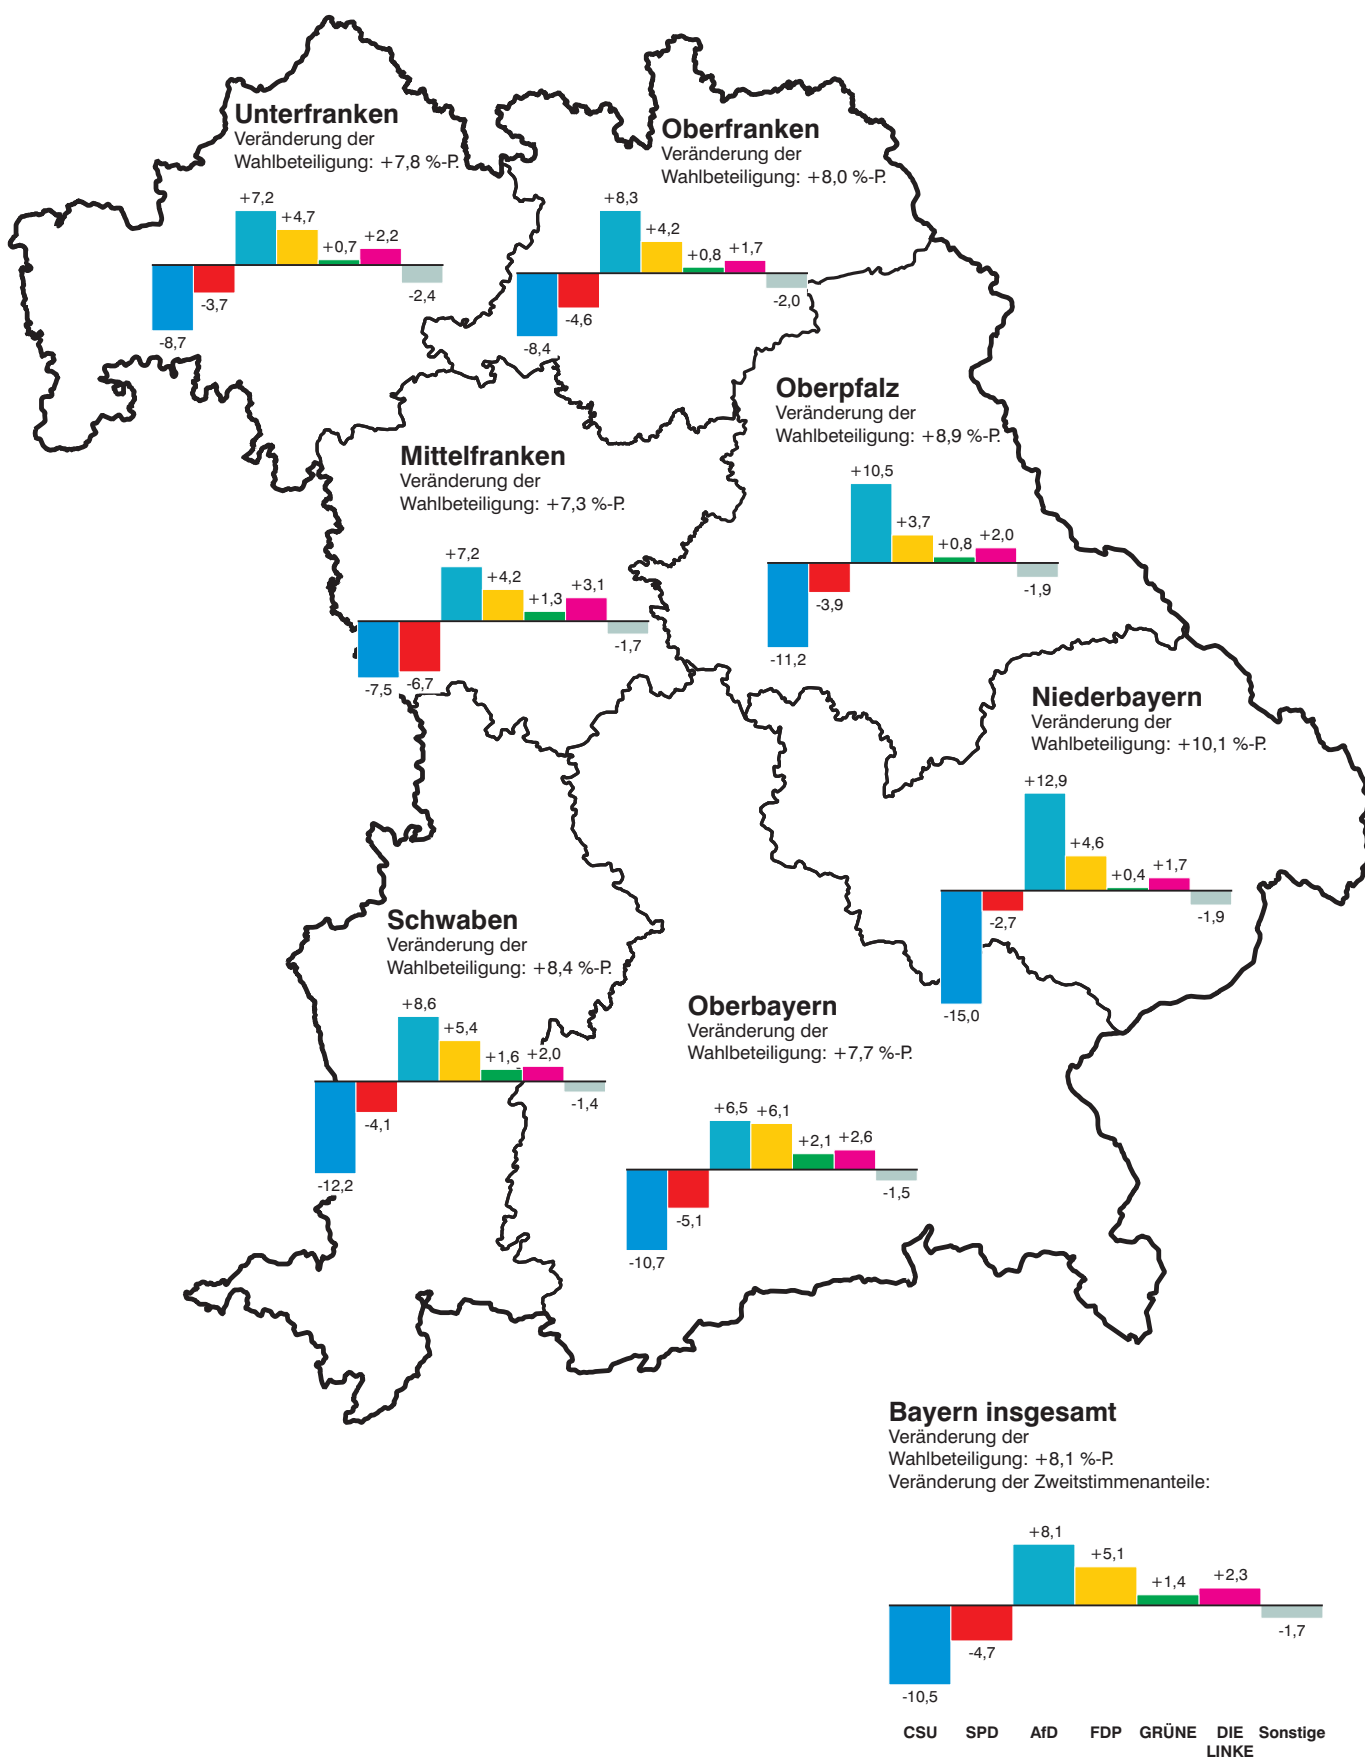 Unterfranken
Veränderung der
Wahlbeteiligung: +7,8 %-P.
+7,2
+4,7
+0,7
+2,2
-2,4
-3,7
-8,7
Oberfranken
Veränderung der
Wahlbeteiligung: +8,0 %-P.
+8,3
+4,2
+0,8
+1,7
-2,0
-4,6
-8,4
Oberpfalz
Veränderung der
Wahlbeteiligung: +8,9 %-P.
+10,5
+3,7
+0,8
+2,0
-1,9
-3,9
-11,2
Mittelfranken
Veränderung der
Wahlbeteiligung: +7,3 %-P.
+7,2
+4,2
+1,3
+3,1
-1,7
-7,5
-6,7
Niederbayern
Veränderung der
Wahlbeteiligung: +10,1 %-P.
+12,9
+4,6
+0,4
+1,7
-1,9
-2,7
-15,0
Schwaben
Veränderung der
Wahlbeteiligung: +8,4 %-P.
+8,6
+5,4
+1,6
+2,0
-1,4
-4,1
-12,2
Oberbayern
Veränderung der
Wahlbeteiligung: +7,7 %-P.
+6,5
+6,1
+2,1
+2,6
-1,5
-5,1
-10,7
Bayern insgesamt
Veränderung der
Wahlbeteiligung: +8,1 %-P.
Veränderung der Zweitstimmenanteile:
+8,1
+5,1
+1,4
+2,3
-1,7
-4,7
-10,5
CSU SPD AfD FDP GRÜNE DIE Sonstige
LINKE